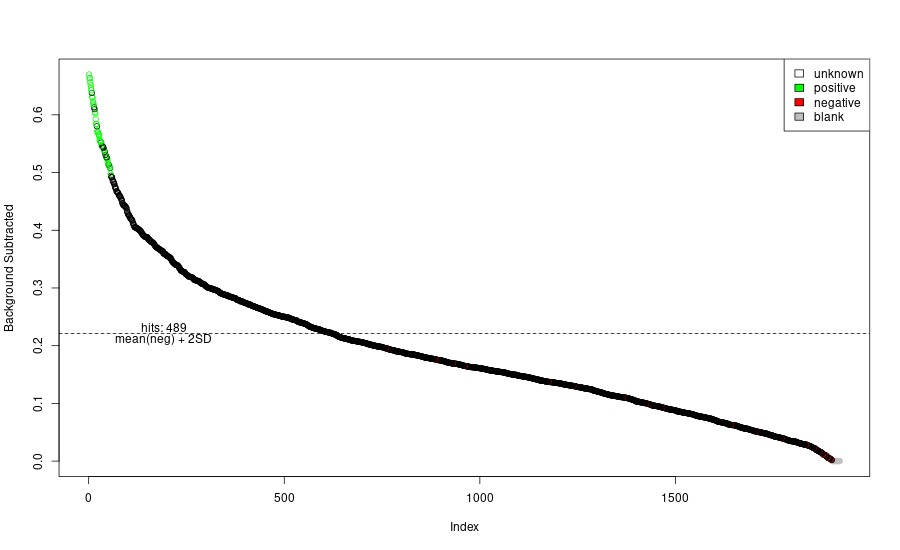 unknown
positive
negative
blank
Background Subtracted
0.6
0.5
0.4
0.3
0.2
0.1
0.0
hits: 489
mean(neg) + 2SD
0
500
1000
1500
Index